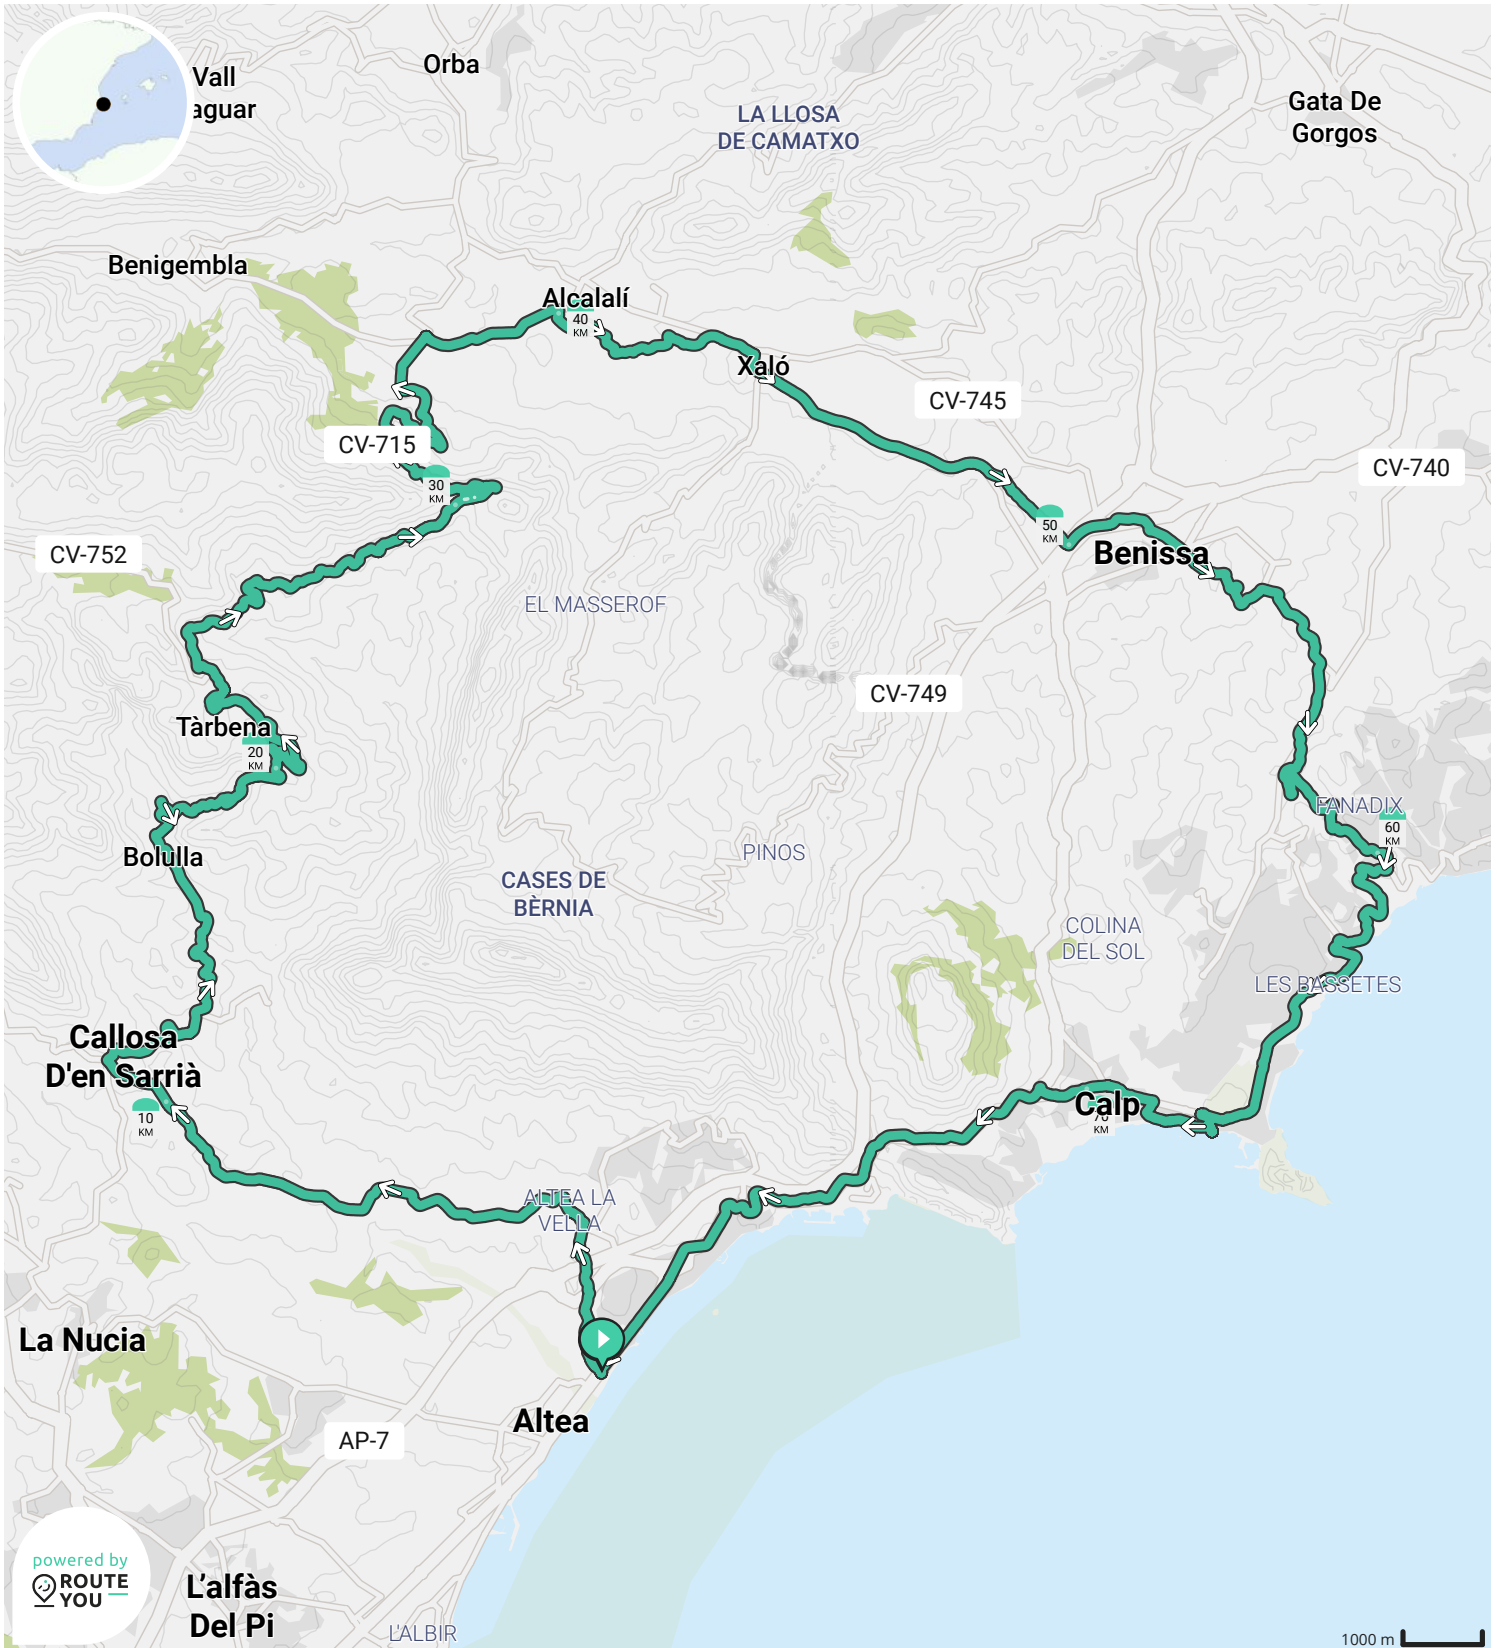 Orba
Vall
aguar
LA LLOSA
DE CAMATXO
Gata De
Gorgos
Benigembla
Alcalalí
40
KM
Xaló
CV-745
CV-715
CV-740
30
KM
50
KM
Benissa
CV-752
EL MASSEROF
CV-749
Tàrbena
20
KM
FANADIX
60
KM
Bolulla
PINOS
CASES DE
BÈRNIA
COLINA
DEL SOL
LES BASSETES
Callosa
D'en Sarrià
10
KM
Calp
70
KM
ALTEA LA
VELLA
La Nucia
Altea
AP-7
powered by
ROUTE
YOU
L'alfàs
Del Pi
L'ALBIR
1000 m